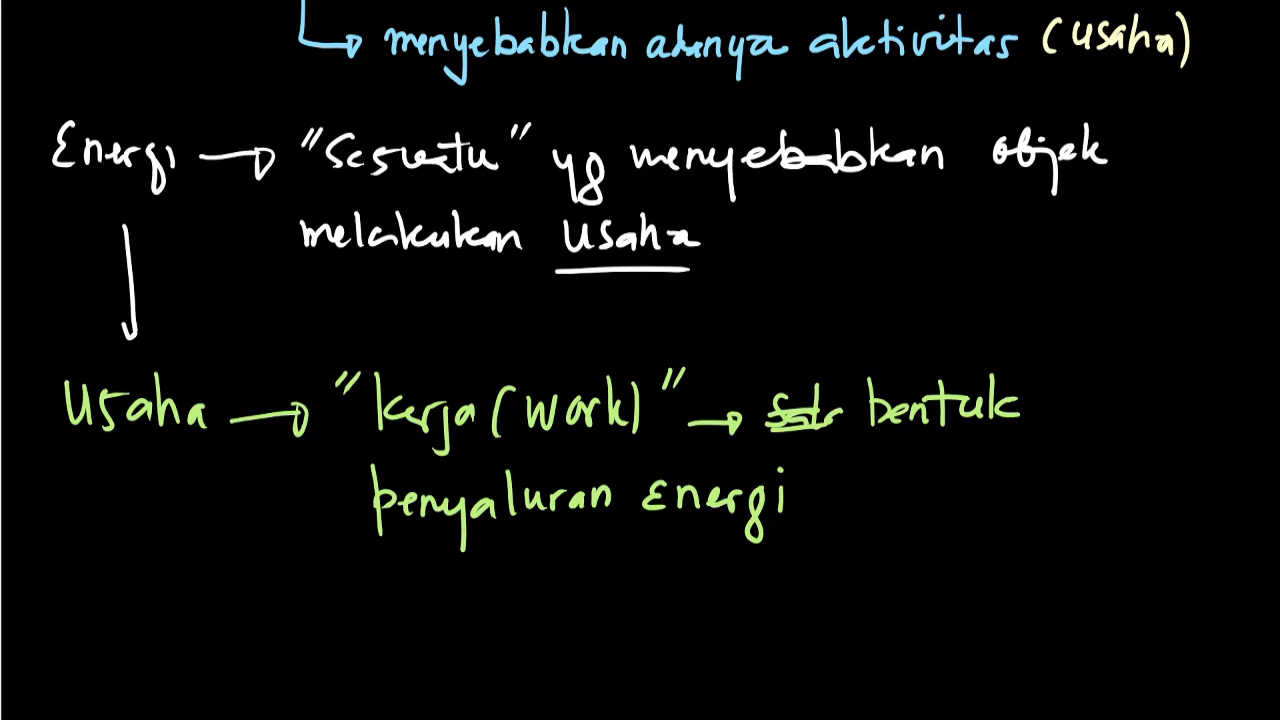 ↳ menyebabkan adanya aktivitas (usaha)
Energi → "Sesuatu" yg menyebabkan objek
melakukan usaha
Usaha → "kerja (work)" → bentuk
penyaluran Energi